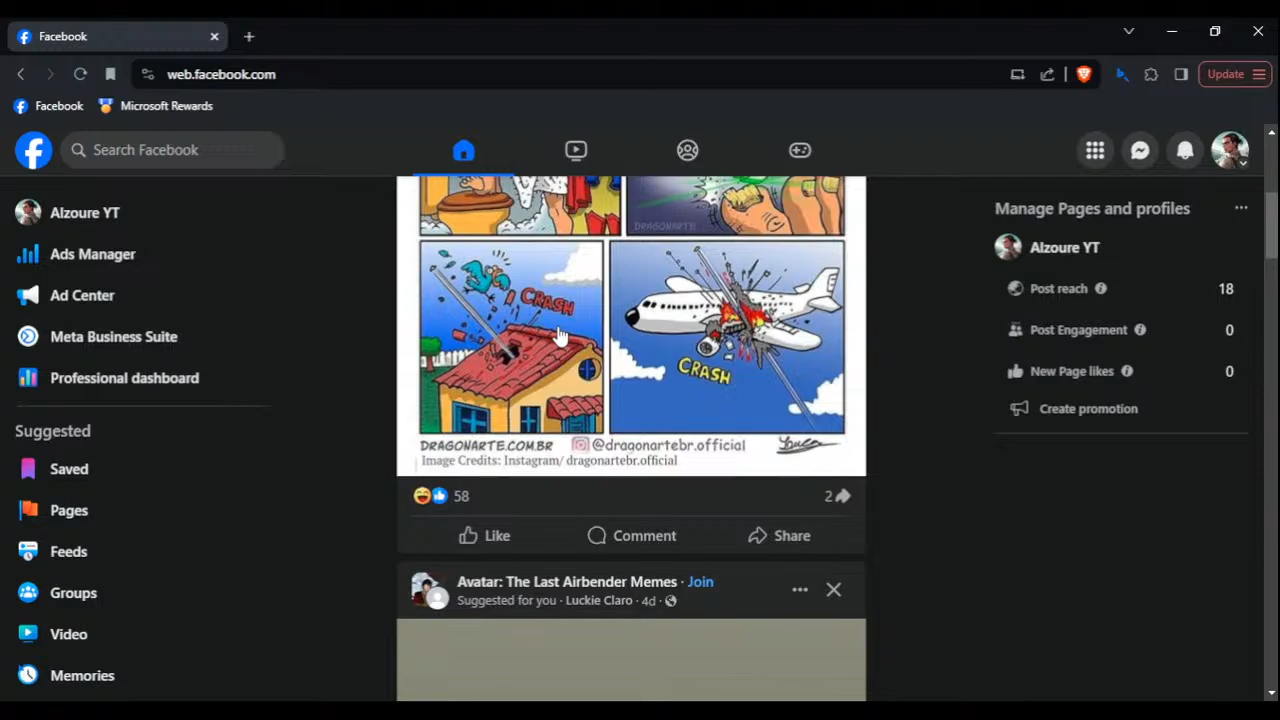 Facebook
web.facebook.com
Update
Facebook
Microsoft Rewards
Search Facebook
Alzoure YT
Ads Manager
Ad Center
Meta Business Suite
Professional dashboard
Suggested
Saved
Pages
Feeds
Groups
Video
Memories
DRAGONARTE
CRASH
CRASH
DRAGONARTE.COM.BR @dragonartebr.official
Image Credits: Instagram/ dragonartebr.official
58
2
Like
Comment
Share
Avatar: The Last Airbender Memes · Join
Suggested for you · Luckie Claro · 4d ·
Manage Pages and profiles
Alzoure YT
Post reach 18
Post Engagement 0
New Page likes 0
Create promotion